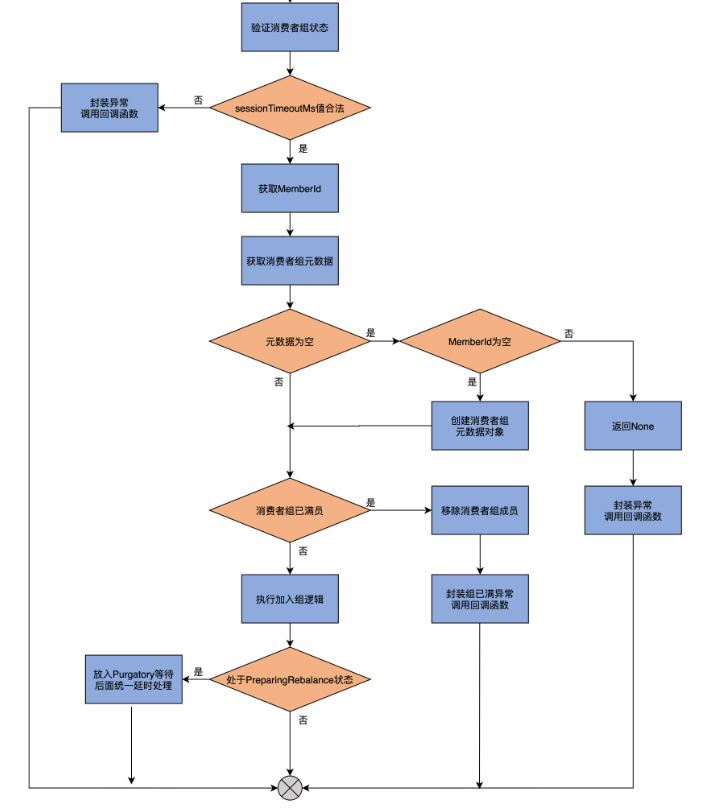 验证消费者组状态
sessionTimeoutMs值合法
否
封装异常
调用回调函数
是
获取MemberId
获取消费者组元数据
元数据为空
是
MemberId为空
否
否
是
创建消费者组
元数据对象
返回None
封装异常
调用回调函数
消费者组已满员
是
移除消费者组成员
否
执行加入组逻辑
封装组已满异常
调用回调函数
处于PreparingRebalance状态
是
放入Purgatory等待
后面统一延时处理
否